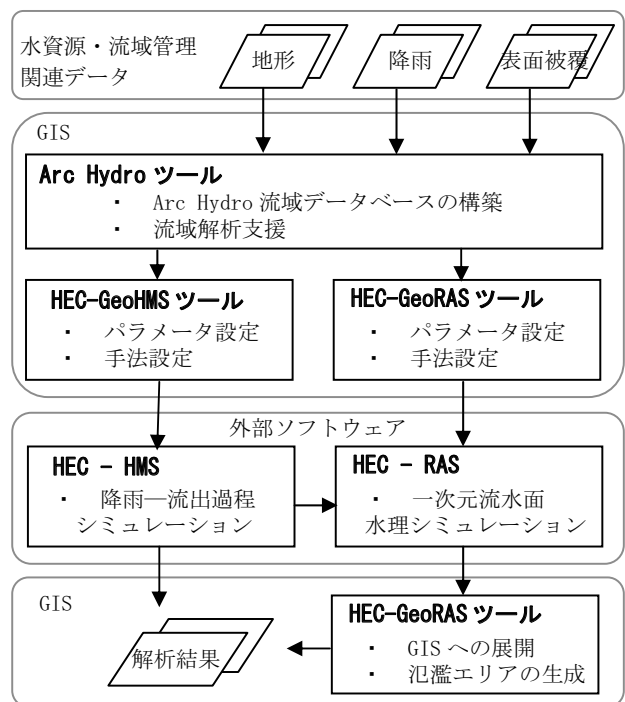 水資源・流域管理
関連データ
地形
降雨
表面被覆
GIS
Arc Hydro ツール
・ Arc Hydro 流域データベースの構築
・ 流域解析支援
HEC-GeoHMS ツール
・ パラメータ設定
・ 手法設定
HEC-GeoRAS ツール
・ パラメータ設定
・ 手法設定
外部ソフトウェア
HEC - HMS
・ 降雨―流出過程
シミュレーション
HEC - RAS
・ 一次元流水面
水理シミュレーション
GIS
HEC-GeoRAS ツール
・ GIS への展開
・ 氾濫エリアの生成
解析結果